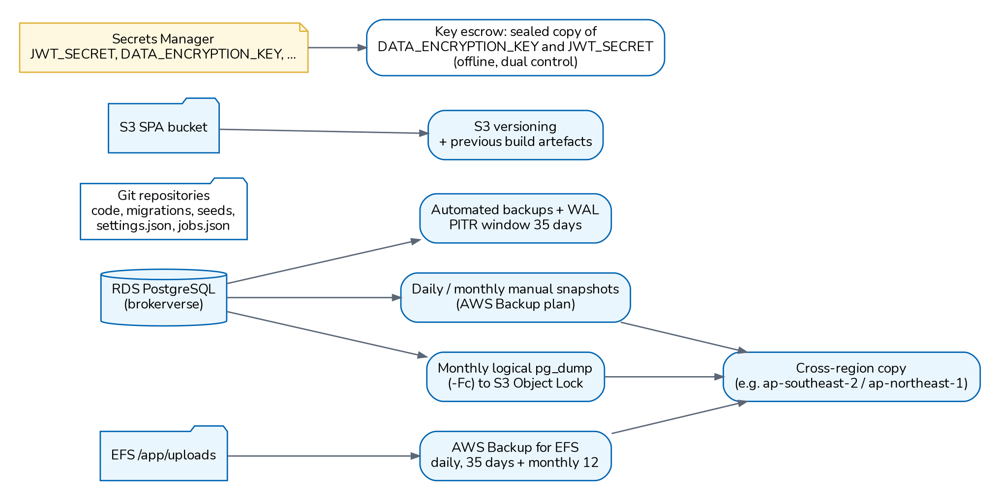 Secrets Manager
JWT_SECRET, DATA_ENCRYPTION_KEY, ...
Key escrow: sealed copy of
DATA_ENCRYPTION_KEY and JWT_SECRET
(offline, dual control)
S3 SPA bucket
S3 versioning
+ previous build artefacts
Git repositories
code, migrations, seeds,
settings.json, jobs.json
Automated backups + WAL
PITR window 35 days
RDS PostgreSQL
(brokerverse)
Daily / monthly manual snapshots
(AWS Backup plan)
Monthly logical pg_dump
(-Fc) to S3 Object Lock
Cross-region copy
(e.g. ap-southeast-2 / ap-northeast-1)
EFS /app/uploads
AWS Backup for EFS
daily, 35 days + monthly 12